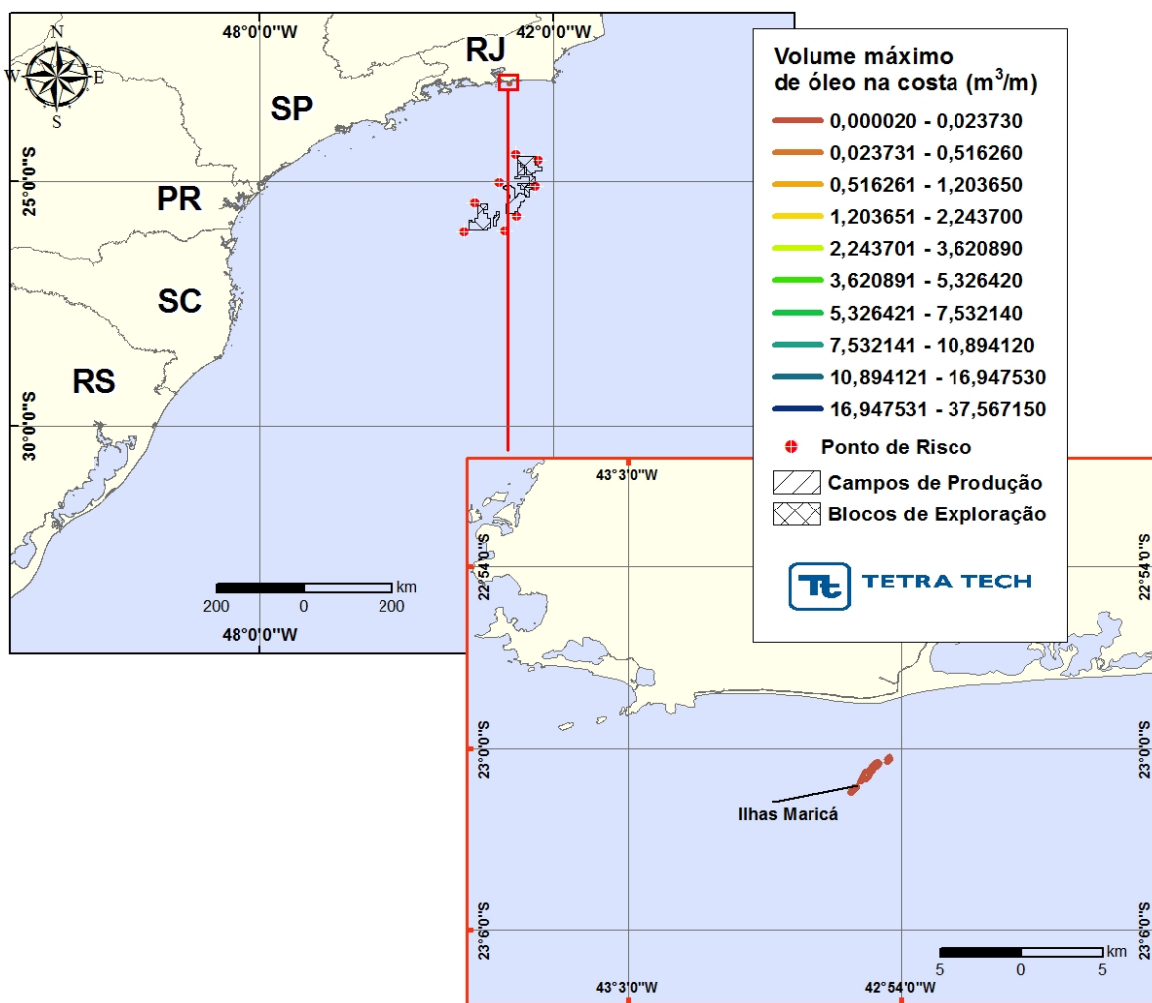 48°0'0"W
42°0'0"W
N
W
E
S
RJ
SP
PR
SC
RS
25°0'0"S
30°0'0"S
200
0
200
km
48°0'0"W
Volume máximo
de óleo na costa (m³/m)
0,000020 - 0,023730
0,023731 - 0,516260
0,516261 - 1,203650
1,203651 - 2,243700
2,243701 - 3,620890
3,620891 - 5,326420
5,326421 - 7,532140
7,532141 - 10,894120
10,894121 - 16,947530
16,947531 - 37,567150
Ponto de Risco
Campos de Produção
Blocos de Exploração
Tt TETRA TECH
43°3'0"W
22°54'0"S
22°54'0"S
23°0'0"S
23°0'0"S
Ilhas Maricá
23°6'0"S
23°6'0"S
5
0
5
km
43°3'0"W
42°54'0"W